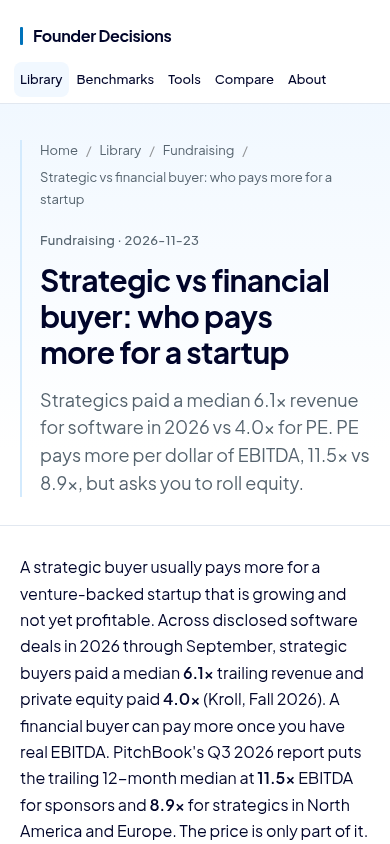 Founder Decisions
Library Benchmarks Tools Compare About
Home / Library / Fundraising /
Strategic vs financial buyer: who pays more for a
startup
Fundraising · 2026-11-23
Strategic vs financial
buyer: who pays
more for a startup
Strategics paid a median 6.1× revenue
for software in 2026 vs 4.0× for PE. PE
pays more per dollar of EBITDA, 11.5× vs
8.9×, but asks you to roll equity.
A strategic buyer usually pays more for a
venture-backed startup that is growing and
not yet profitable. Across disclosed software
deals in 2026 through September, strategic
buyers paid a median 6.1× trailing revenue and
private equity paid 4.0× (Kroll, Fall 2026). A
financial buyer can pay more once you have
real EBITDA. PitchBook's Q3 2026 report puts
the trailing 12-month median at 11.5× EBITDA
for sponsors and 8.9× for strategics in North
America and Europe. The price is only part of it.